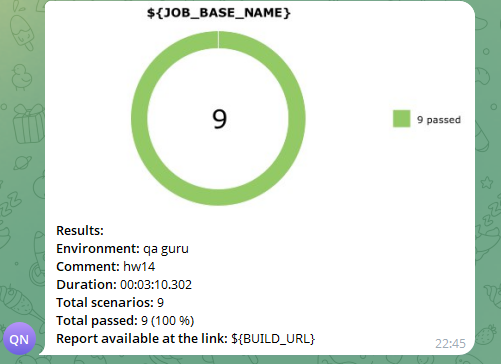 ${JOB_BASE_NAME}
9
9 passed
Results:
Environment: qa guru
Comment: hw14
Duration: 00:03:10.302
Total scenarios: 9
Total passed: 9 (100 %)
Report available at the link: ${BUILD_URL}
QN
22:45